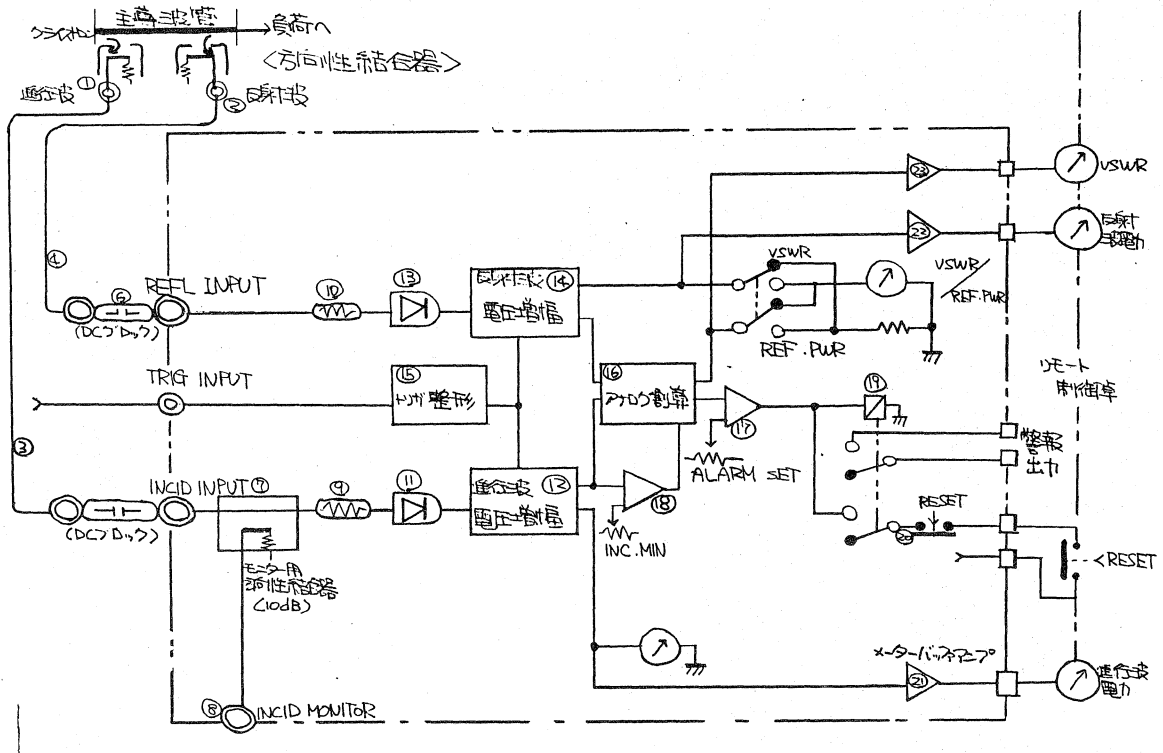 主導波管
クライストロン
負荷へ
<方向性結合器>
①
進行波
②
反射波
④
③
REFL INPUT
⑥
(DCブロック)
⑩
⑬
反射波 ⑭
電圧増幅
TRIG INPUT
⑮
トリガ整形
INCID INPUT ⑦
(DCブロック)
⑨
⑪
進行波 ⑫
電圧増幅
モニター用
方向性結合器
(10dB)
⑧
INCID MONITOR
⑯
アナログ割算
⑰
ALARM SET
⑱
INC.MIN
VSWR
REF.PWR
VSWR
/REF.PWR
⑲
RESET
⑳
メーターバッファアンプ
㉑
㉒
㉓
VSWR
反射
波電力
リモート
制御卓
警報
出力
RESET
進行波
電力